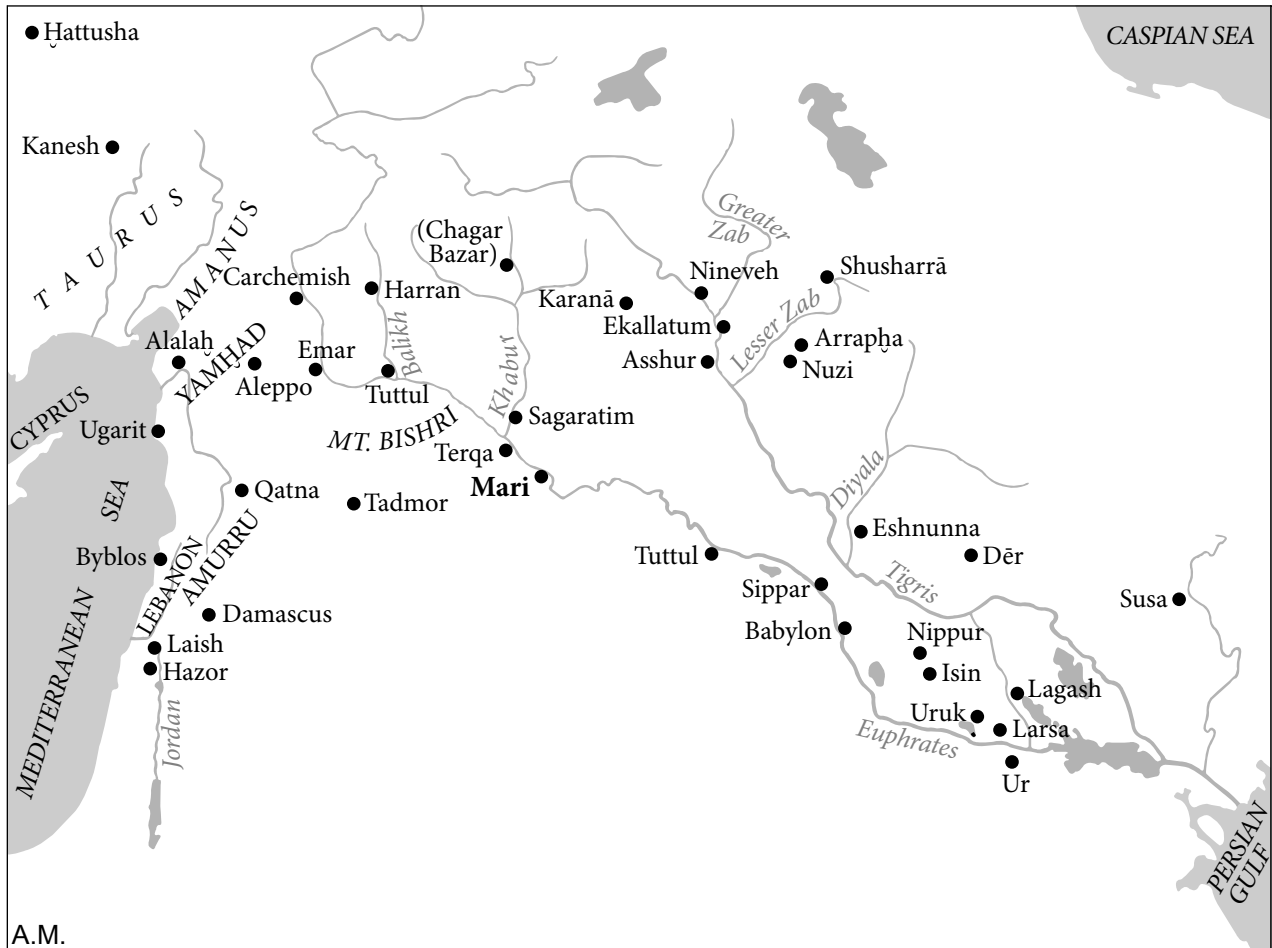 Ḫattusha
CASPIAN SEA
Kanesh
TAURUS
AMANUS
Greater
Zab
(Chagar
Bazar)
Carchemish
Harran
Nineveh
Shusharrā
Karanā
Ekallatum
Lesser Zab
Balikh
Khabur
Alalaḫ
YAMḪAD
Aleppo
Emar
Tuttul
Asshur
Arrapḫa
Nuzi
CYPRUS
Ugarit
MT. BISHRI
Sagaratim
Terqa
Mari
Diyala
Qatna
Tadmor
MEDITERRANEAN SEA
Byblos
LEBANON
AMURRU
Tuttul
Eshnunna
Dēr
Tigris
Sippar
Susa
Damascus
Babylon
Nippur
Laish
Hazor
Isin
Lagash
Jordan
Uruk
Larsa
Euphrates
Ur
PERSIAN
GULF
A.M.